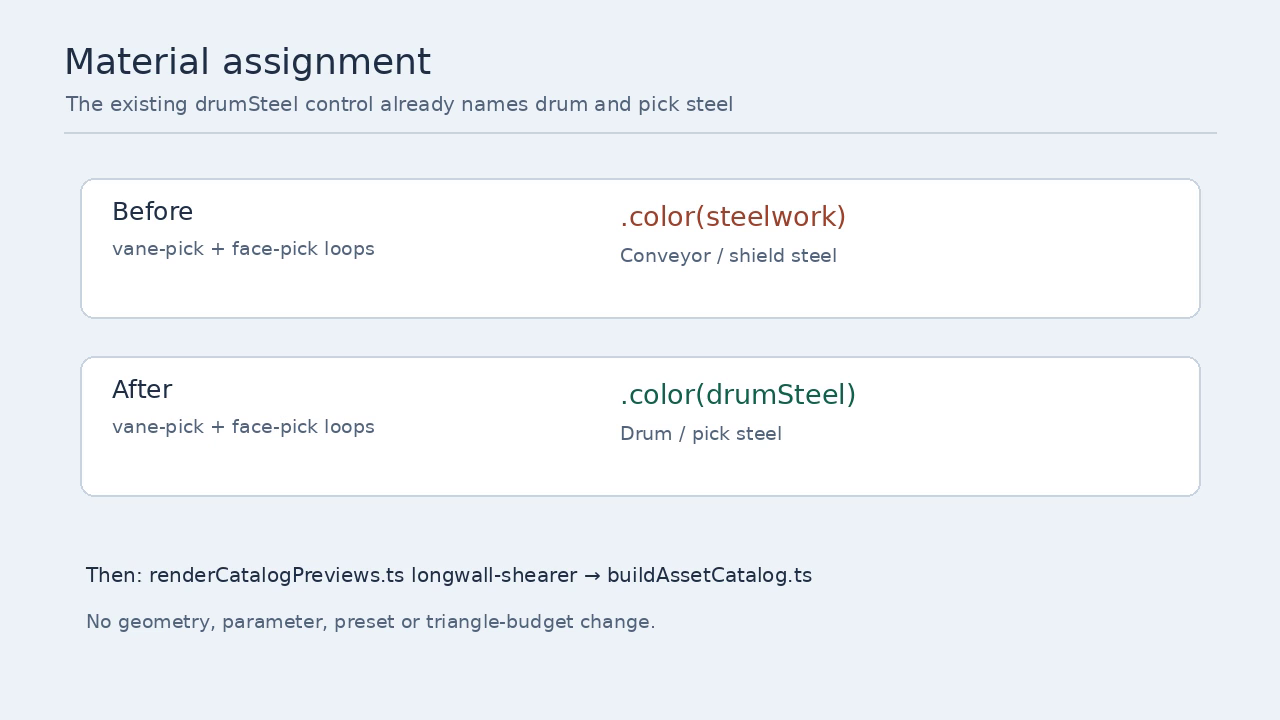 Material assignment
The existing drumSteel control already names drum and pick steel
Before
vane-pick + face-pick loops
.color(steelwork)
Conveyor / shield steel
After
vane-pick + face-pick loops
.color(drumSteel)
Drum / pick steel
Then: renderCatalogPreviews.ts longwall-shearer → buildAssetCatalog.ts
No geometry, parameter, preset or triangle-budget change.